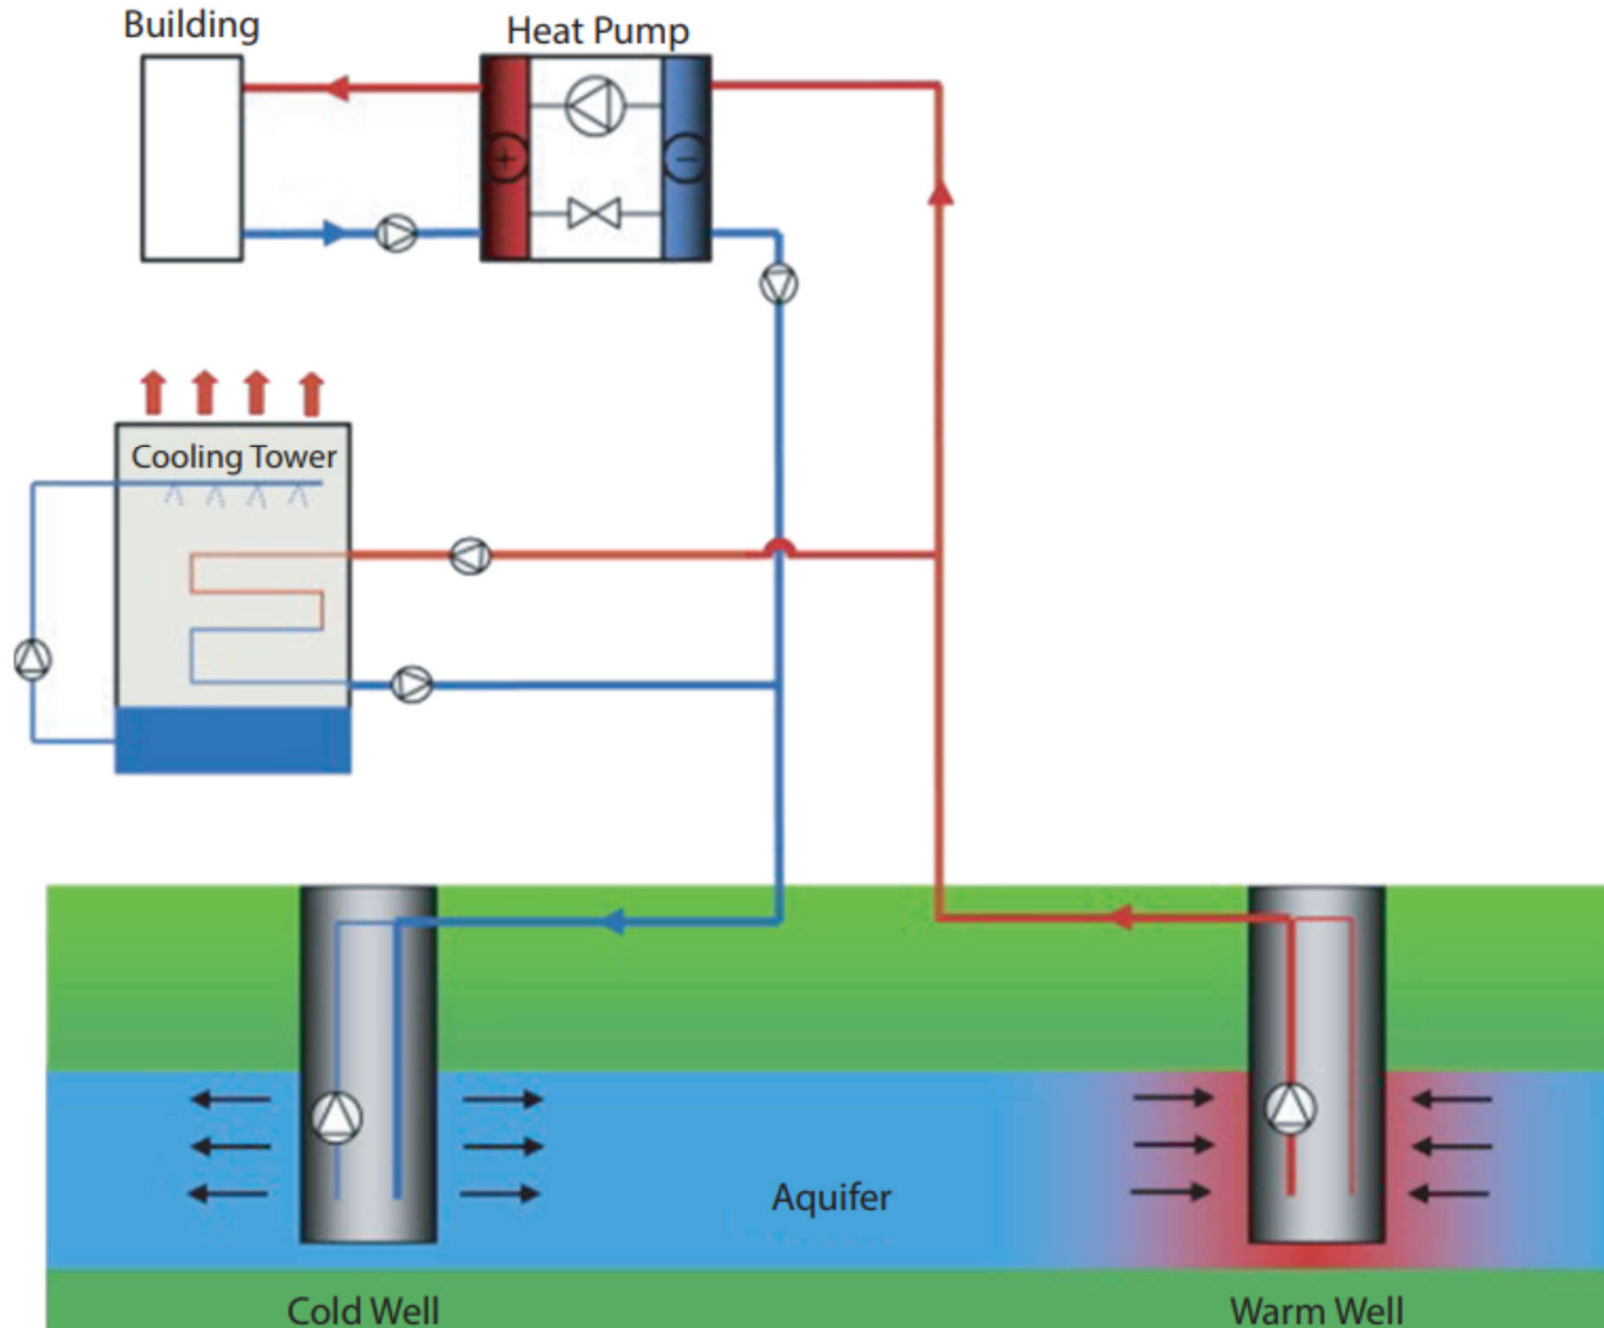 Building
Heat Pump
+
−
Cooling Tower
Aquifer
Cold Well
Warm Well